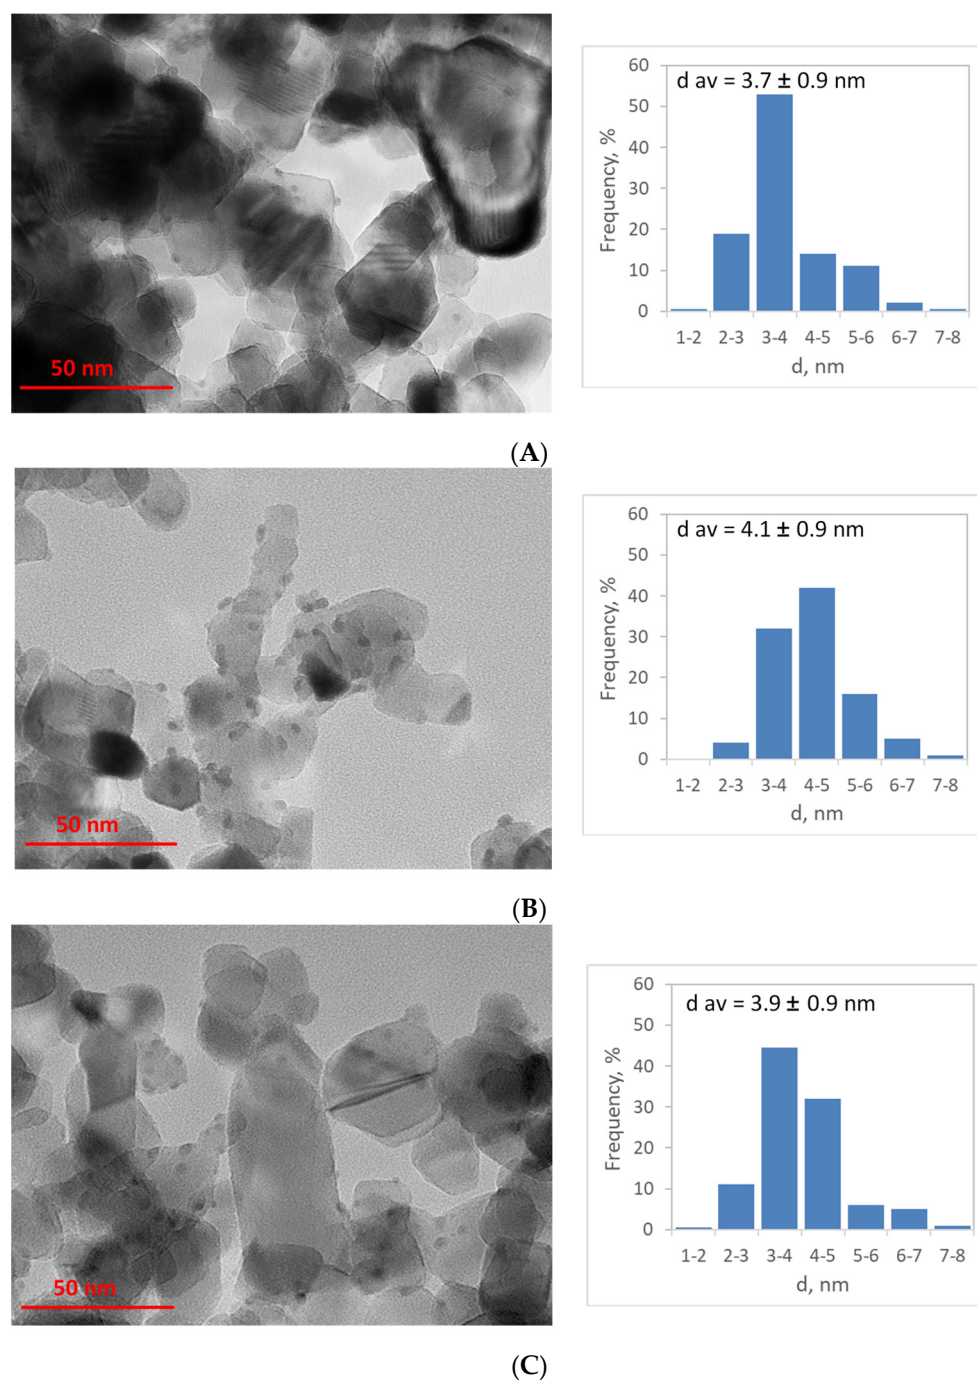 50 nm
d av = 3.7 ± 0.9 nm
Frequency, %
60
50
40
30
20
10
0
1-2 2-3 3-4 4-5 5-6 6-7 7-8
d, nm
(A)
50 nm
d av = 4.1 ± 0.9 nm
Frequency, %
60
50
40
30
20
10
0
1-2 2-3 3-4 4-5 5-6 6-7 7-8
d, nm
(B)
50 nm
d av = 3.9 ± 0.9 nm
Frequency, %
60
50
40
30
20
10
0
1-2 2-3 3-4 4-5 5-6 6-7 7-8
d, nm
(C)